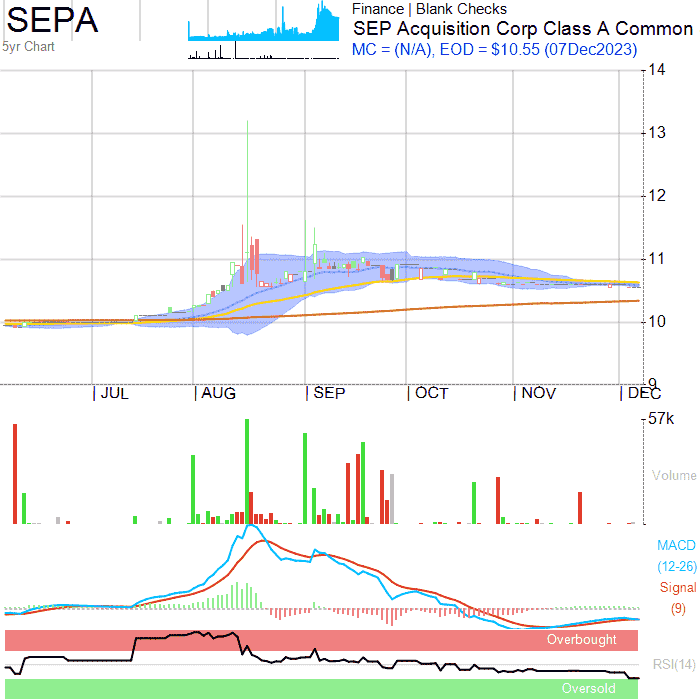 SEPA
5yr Chart
Finance | Blank Checks
SEP Acquisition Corp Class A Common
MC = (N/A), EOD = $10.55 (07Dec2023)
14
13
12
11
10
9
JUL AUG SEP OCT NOV DEC
57k
Volume
MACD
(12-26)
Signal
(9)
Overbought
RSI(14)
Oversold